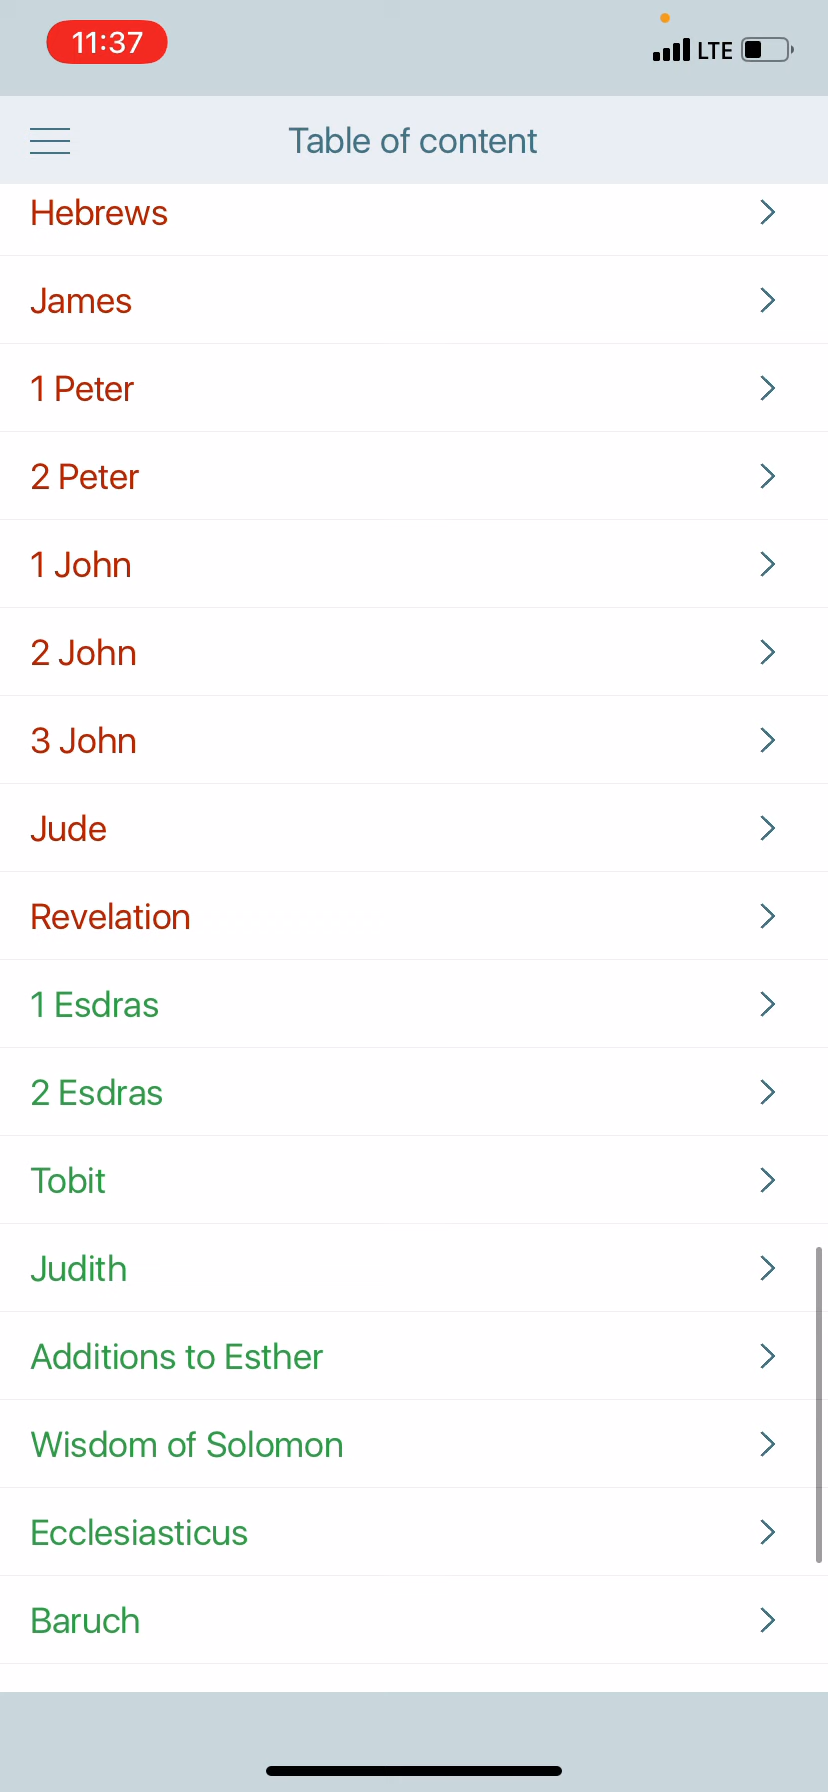 11:37
LTE
Table of content
Hebrews
James
1 Peter
2 Peter
1 John
2 John
3 John
Jude
Revelation
1 Esdras
2 Esdras
Tobit
Judith
Additions to Esther
Wisdom of Solomon
Ecclesiasticus
Baruch